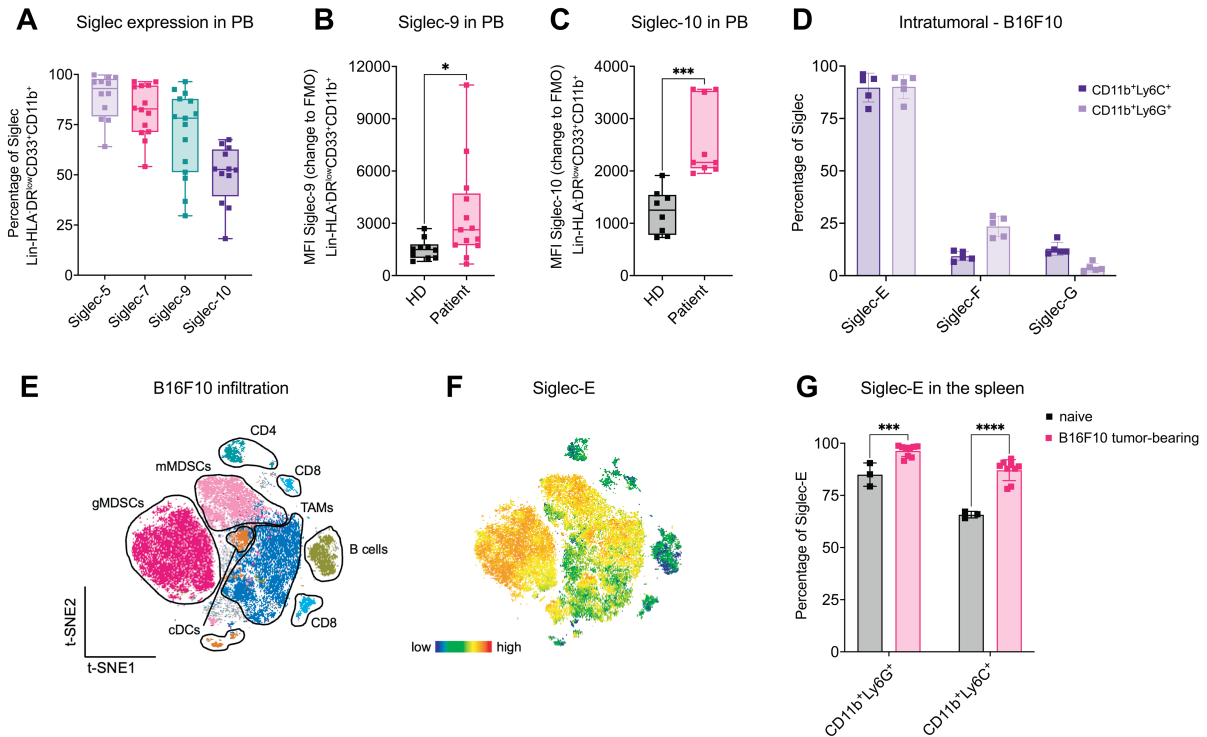 A Siglec expression in PB
Percentage of Siglec
Lin-HLA⁻DRˡᵒʷCD33⁺CD11b⁺
100
75
50
25
0
Siglec-5
Siglec-7
Siglec-9
Siglec-10
B Siglec-9 in PB
MFI Siglec-9 (change to FMO)
Lin-HLA⁻DRˡᵒʷCD33⁺CD11b⁺
12000
9000
6000
3000
0
*
HD
Patient
C Siglec-10 in PB
MFI Siglec-10 (change to FMO)
Lin-HLA⁻DRˡᵒʷCD33⁺CD11b⁺
4000
3000
2000
1000
0
***
HD
Patient
D Intratumoral - B16F10
Percentage of Siglec
100
75
50
25
0
CD11b⁺Ly6C⁺
CD11b⁺Ly6G⁺
Siglec-E
Siglec-F
Siglec-G
E B16F10 infiltration
CD4
mMDSCs
CD8
gMDSCs
TAMs
B cells
cDCs
CD8
t-SNE2
t-SNE1
F Siglec-E
low high
G Siglec-E in the spleen
naive
B16F10 tumor-bearing
Percentage of Siglec-E
100
75
50
25
0
***
****
CD11b⁺Ly6G⁺
CD11b⁺Ly6C⁺